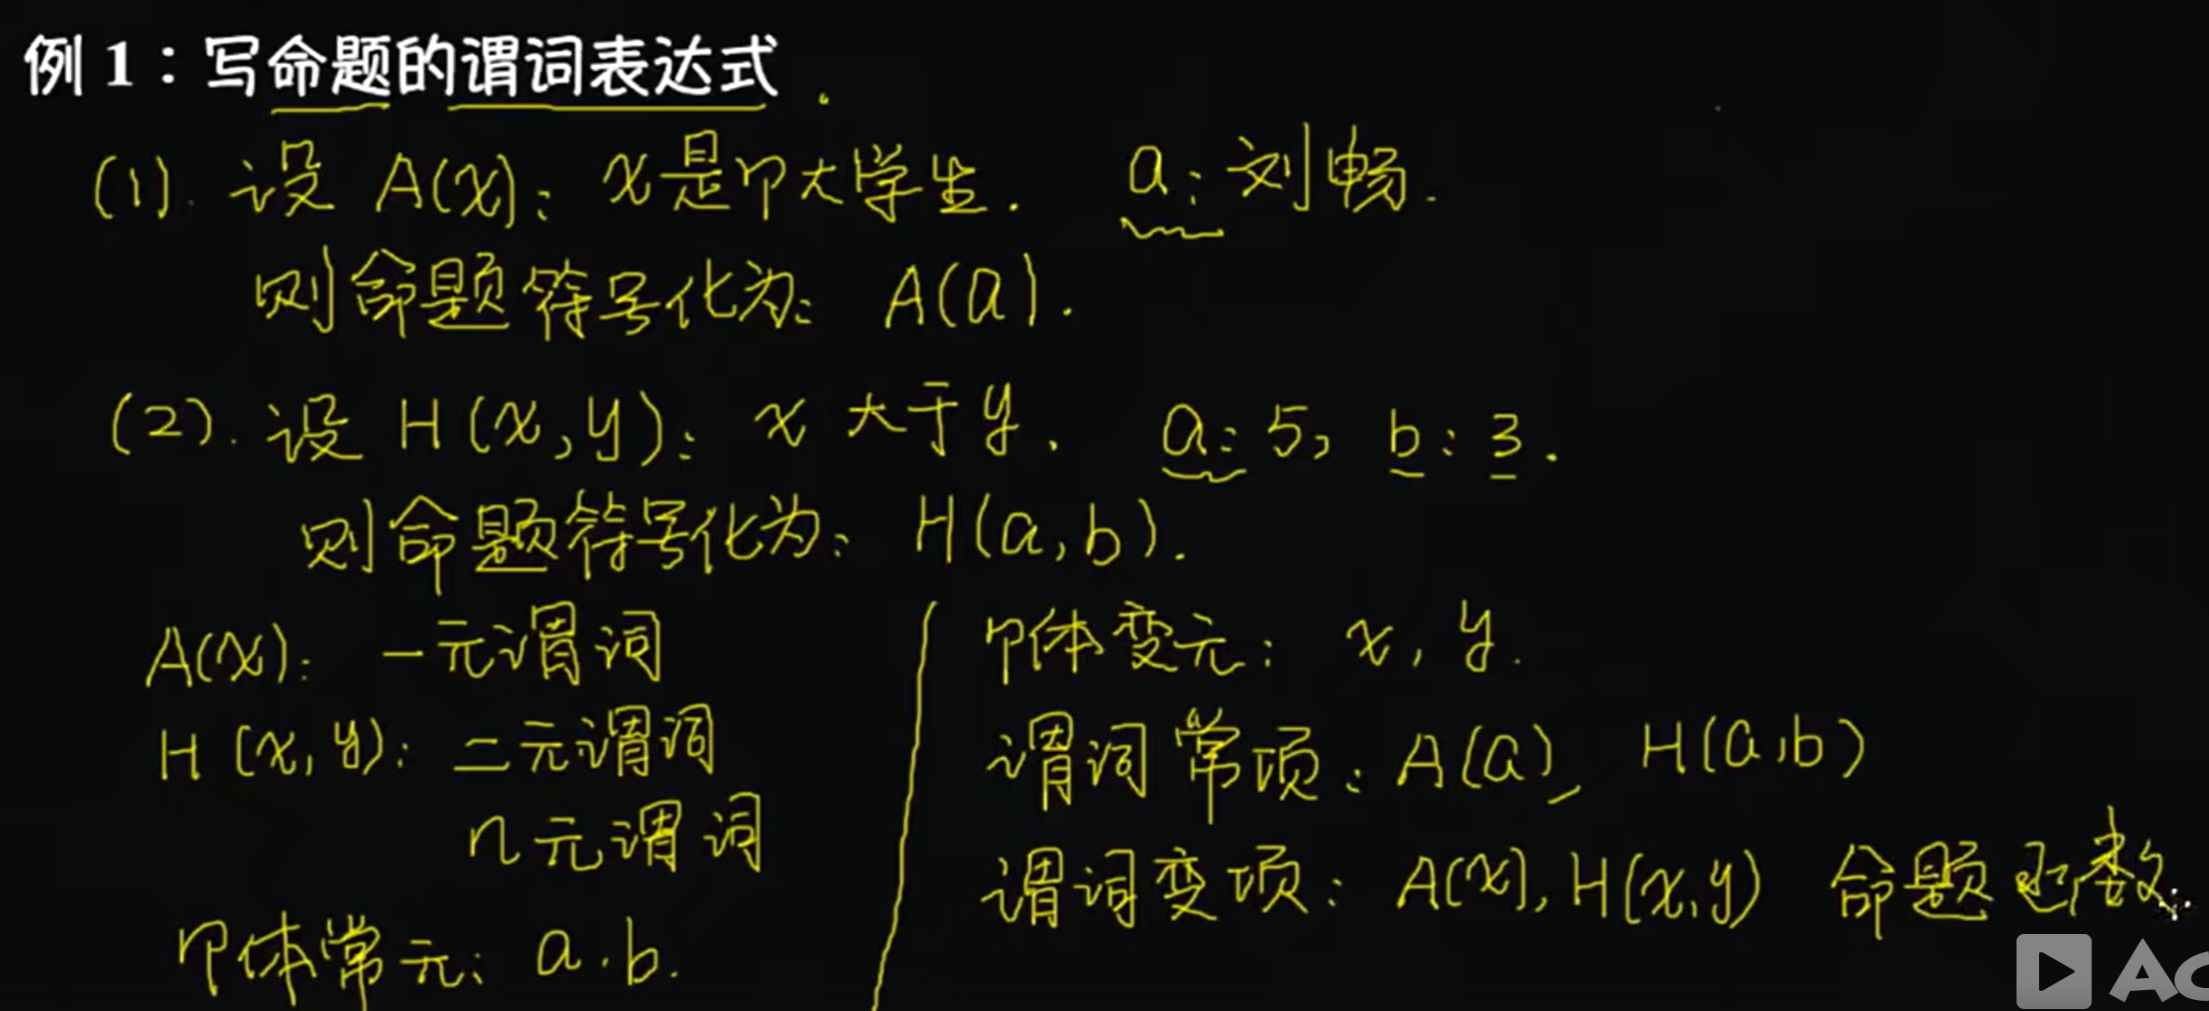 例 1：写命题的谓词表达式
(1). 设 A(x): x是个大学生. a: 刘畅.
则命题符号化为: A(a).
(2). 设 H(x,y): x 大于 y. a: 5, b: 3.
则命题符号化为: H(a,b).
A(x): 一元谓词
H(x,y): 二元谓词
n元谓词
个体常元: a.b.
个体变元: x, y.
谓词常项: A(a), H(a,b)
谓词变项: A(x), H(x,y) 命题函数